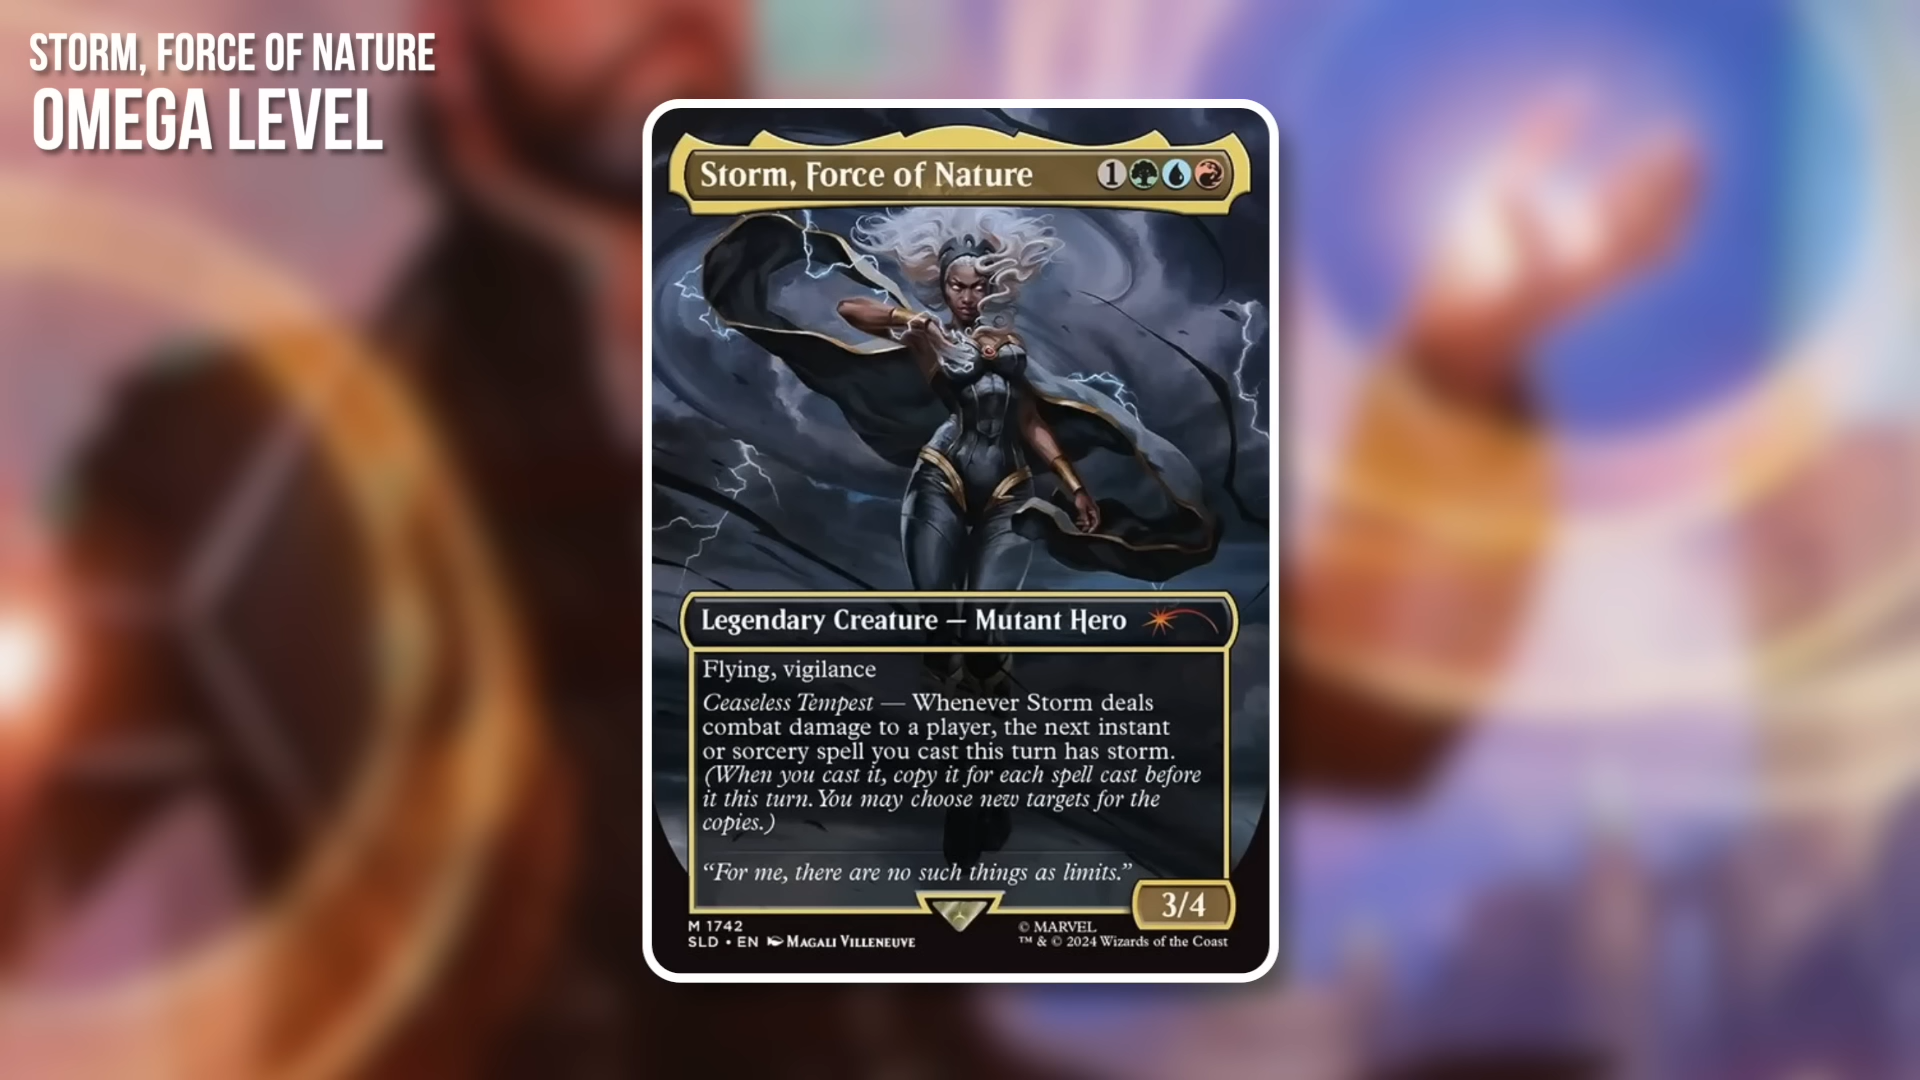 STORM, FORCE OF NATURE
OMEGA LEVEL
Storm, Force of Nature 1
Legendary Creature — Mutant Hero
Flying, vigilance
Ceaseless Tempest — Whenever Storm deals
combat damage to a player, the next instant
or sorcery spell you cast this turn has storm.
(When you cast it, copy it for each spell cast before
it this turn. You may choose new targets for the
copies.)
“For me, there are no such things as limits.”
3/4
M 1742
SLD • EN MAGALI VILLENEUVE
© MARVEL
™ & © 2024 Wizards of the Coast